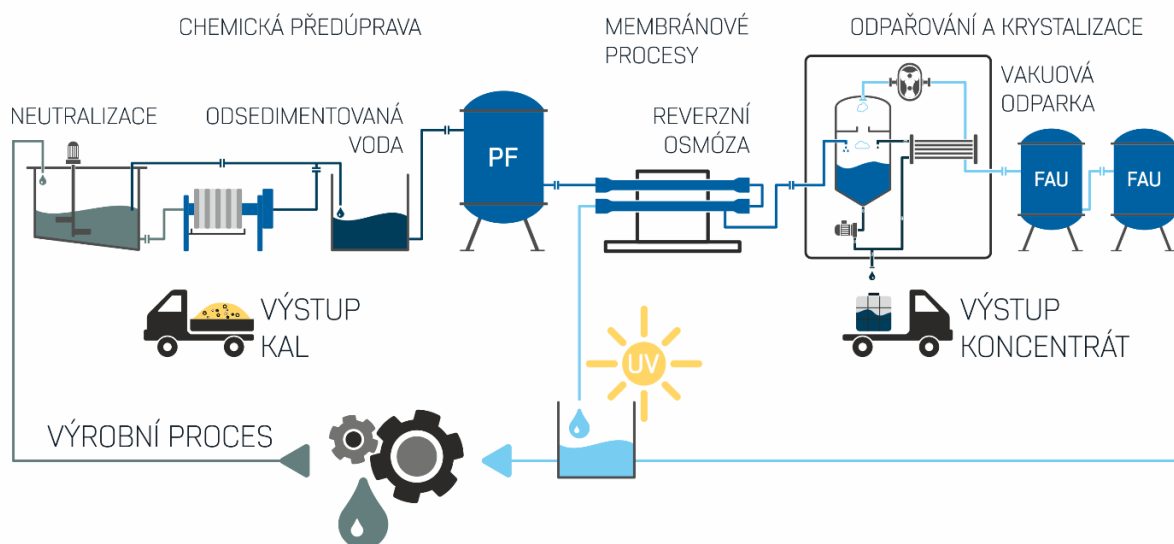 CHEMICKÁ PŘEDÚPRAVA
MEMBRÁNOVÉ
PROCESY
ODPAŘOVÁNÍ A KRYSTALIZACE
NEUTRALIZACE
ODSEDIMENTOVANÁ
VODA
PF
REVERZNÍ
OSMÓZA
VAKUOVÁ
ODPARKA
FAU
FAU
VÝSTUP
KAL
UV
VÝSTUP
KONCENTRÁT
VÝROBNÍ PROCES